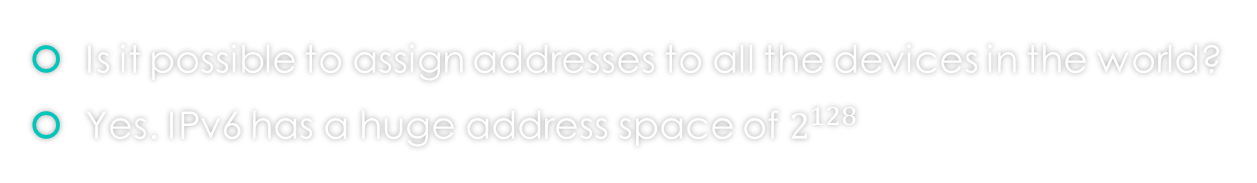 Is it possible to assign addresses to all the devices in the world?
Yes. IPv6 has a huge address space of 2¹²⁸